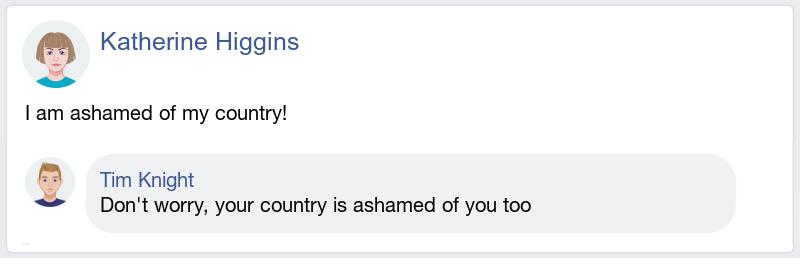 Katherine Higgins
I am ashamed of my country!
Tim Knight
Don't worry, your country is ashamed of you too